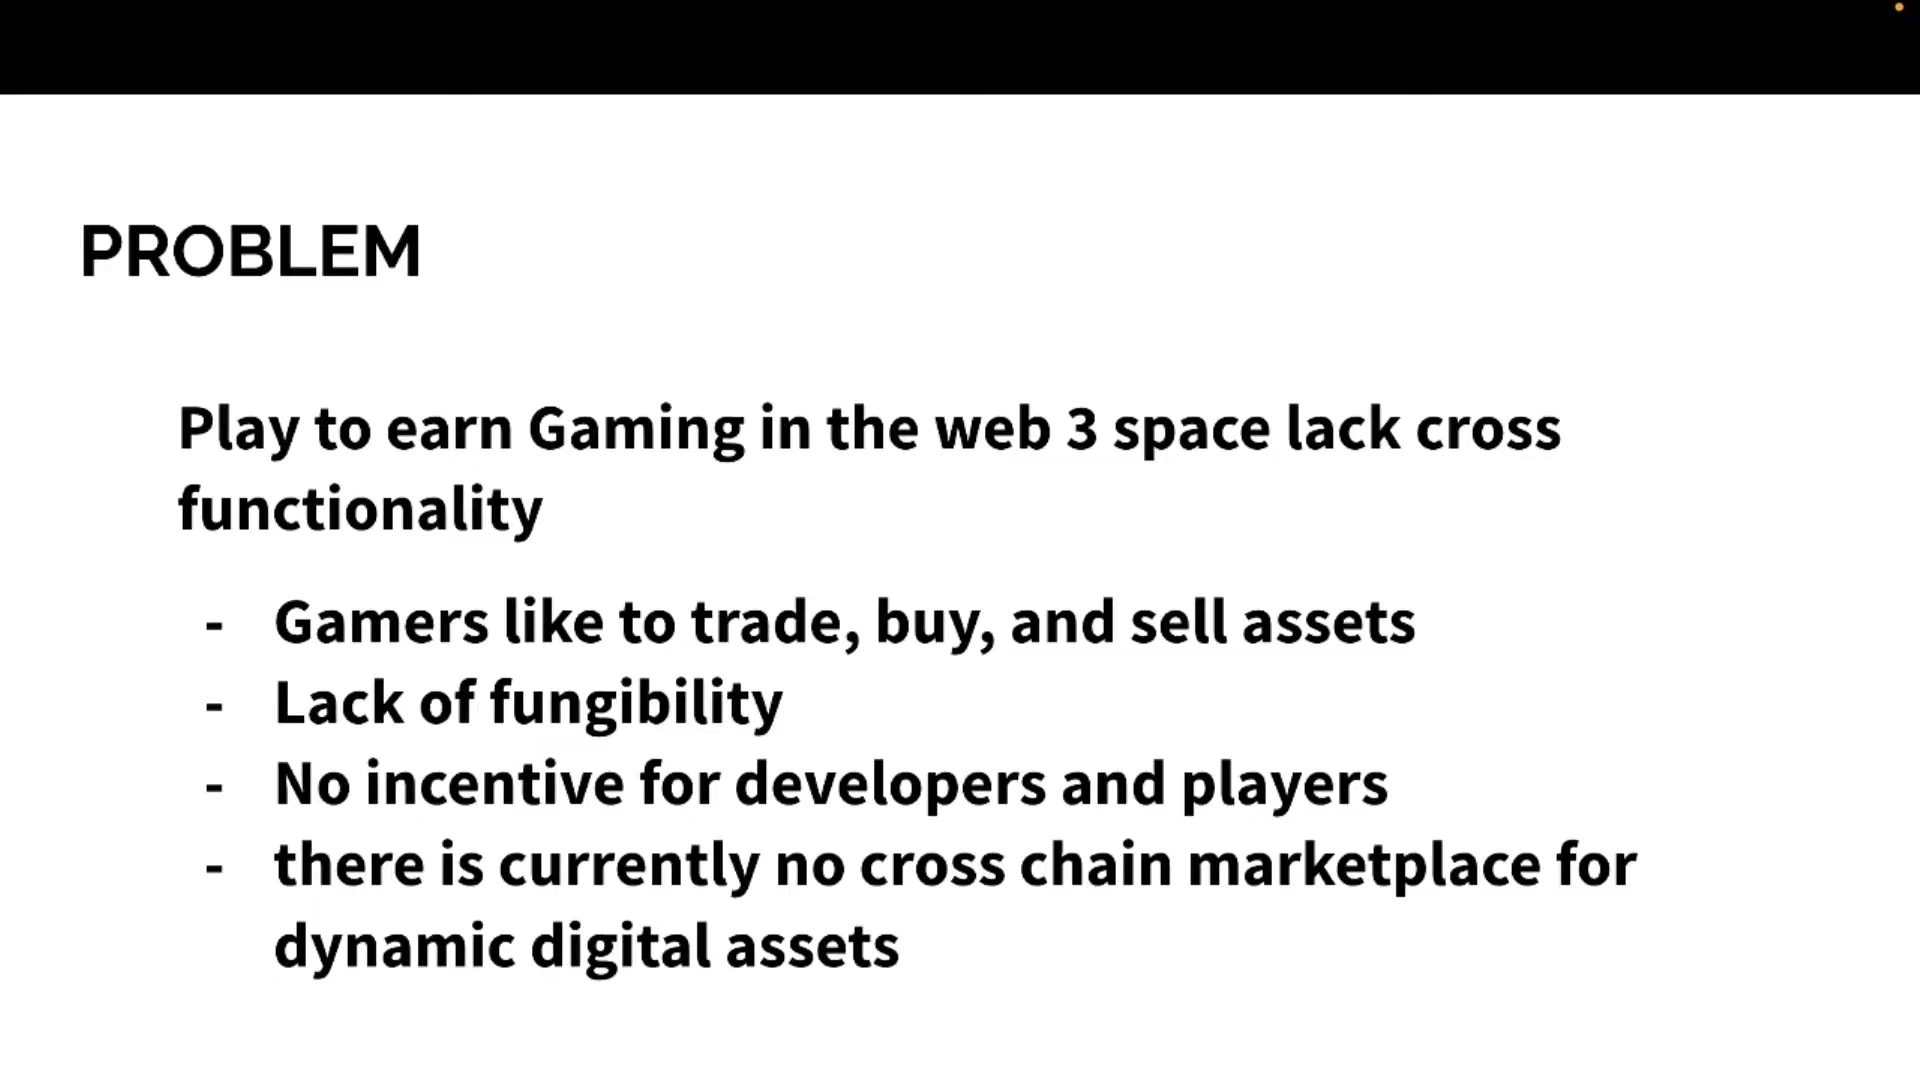 PROBLEM
Play to earn Gaming in the web 3 space lack cross
functionality
- Gamers like to trade, buy, and sell assets
- Lack of fungibility
- No incentive for developers and players
- there is currently no cross chain marketplace for
dynamic digital assets